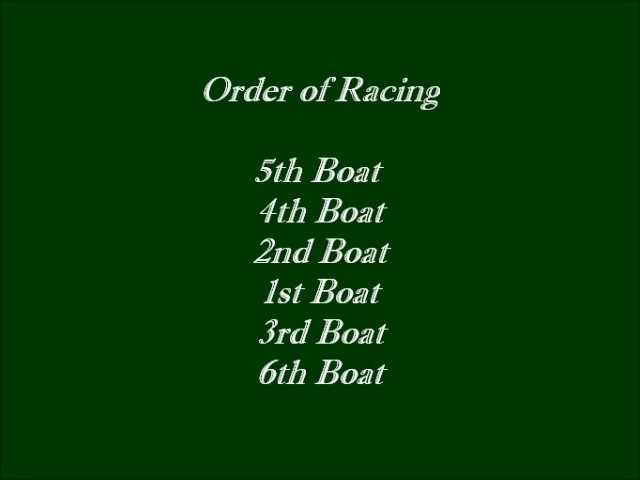 Order of Racing
5th Boat
4th Boat
2nd Boat
1st Boat
3rd Boat
6th Boat